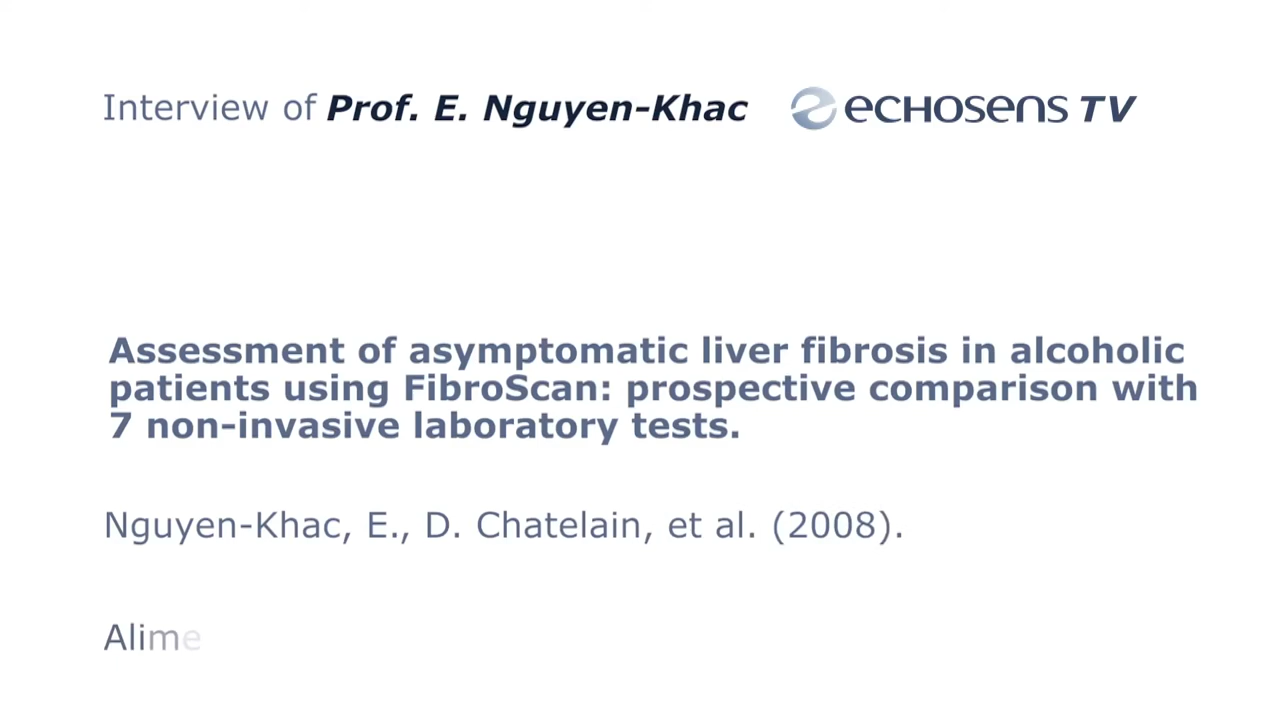 Interview of Prof. E. Nguyen-Khac echosens TV
Assessment of asymptomatic liver fibrosis in alcoholic
patients using FibroScan: prospective comparison with
7 non-invasive laboratory tests.
Nguyen-Khac, E., D. Chatelain, et al. (2008).
Alime